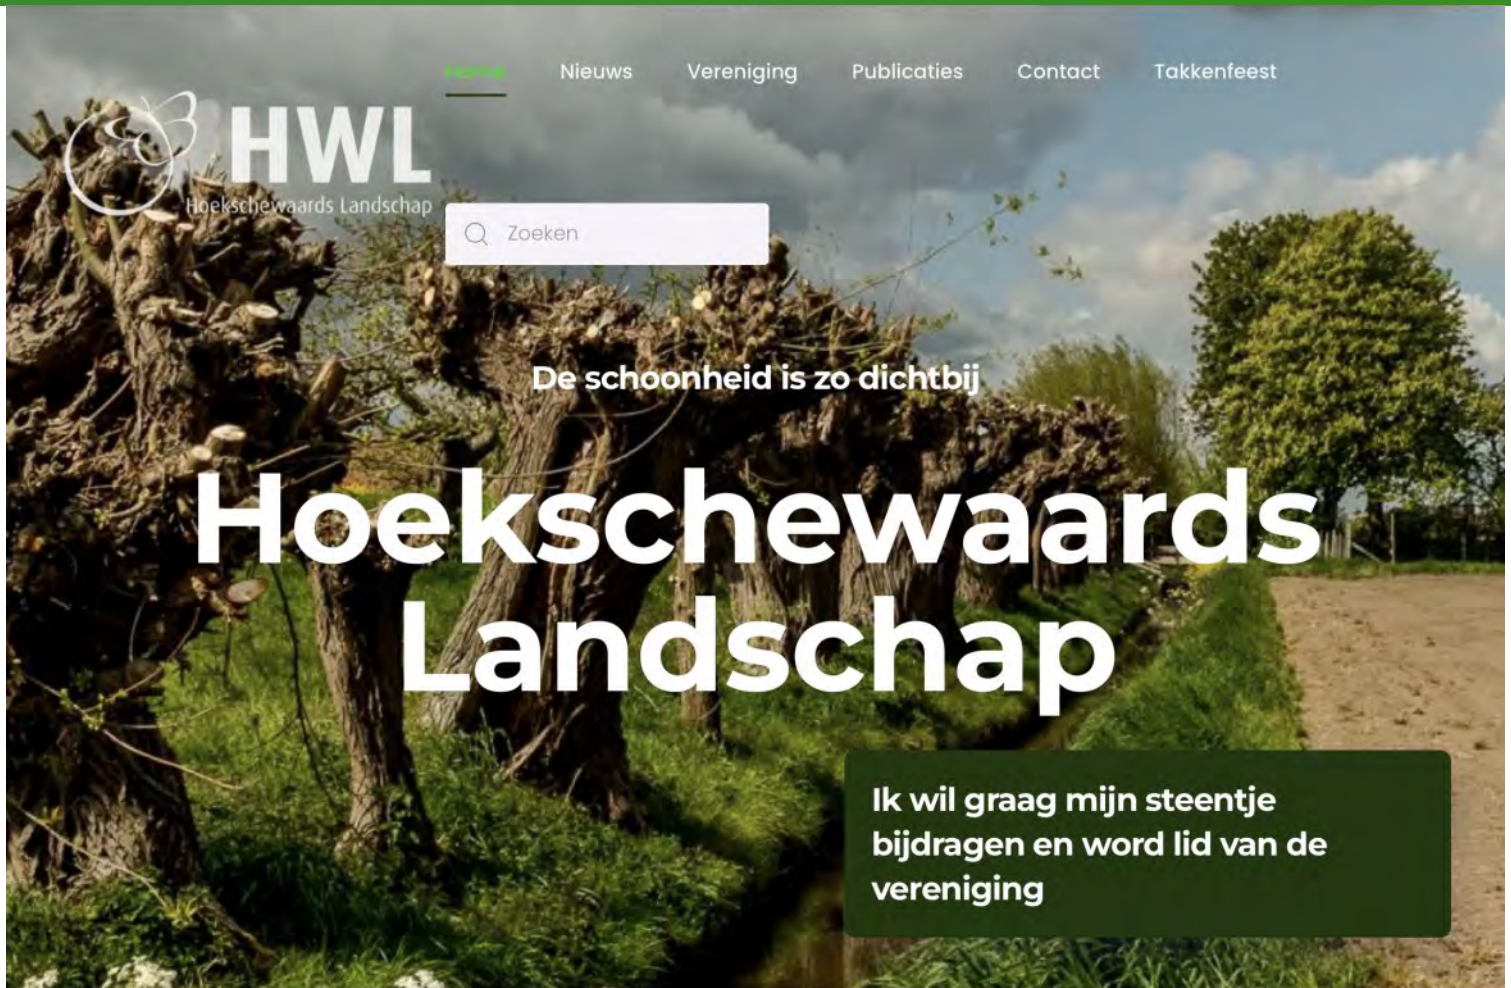 Home
Nieuws
Vereniging
Publicaties
Contact
Takkenfeest
HWL
Hoekschewaards Landschap
Zoeken
De schoonheid is zo dichtbij
Hoekschewaards
Landschap
Ik wil graag mijn steentje
bijdragen en word lid van de
vereniging